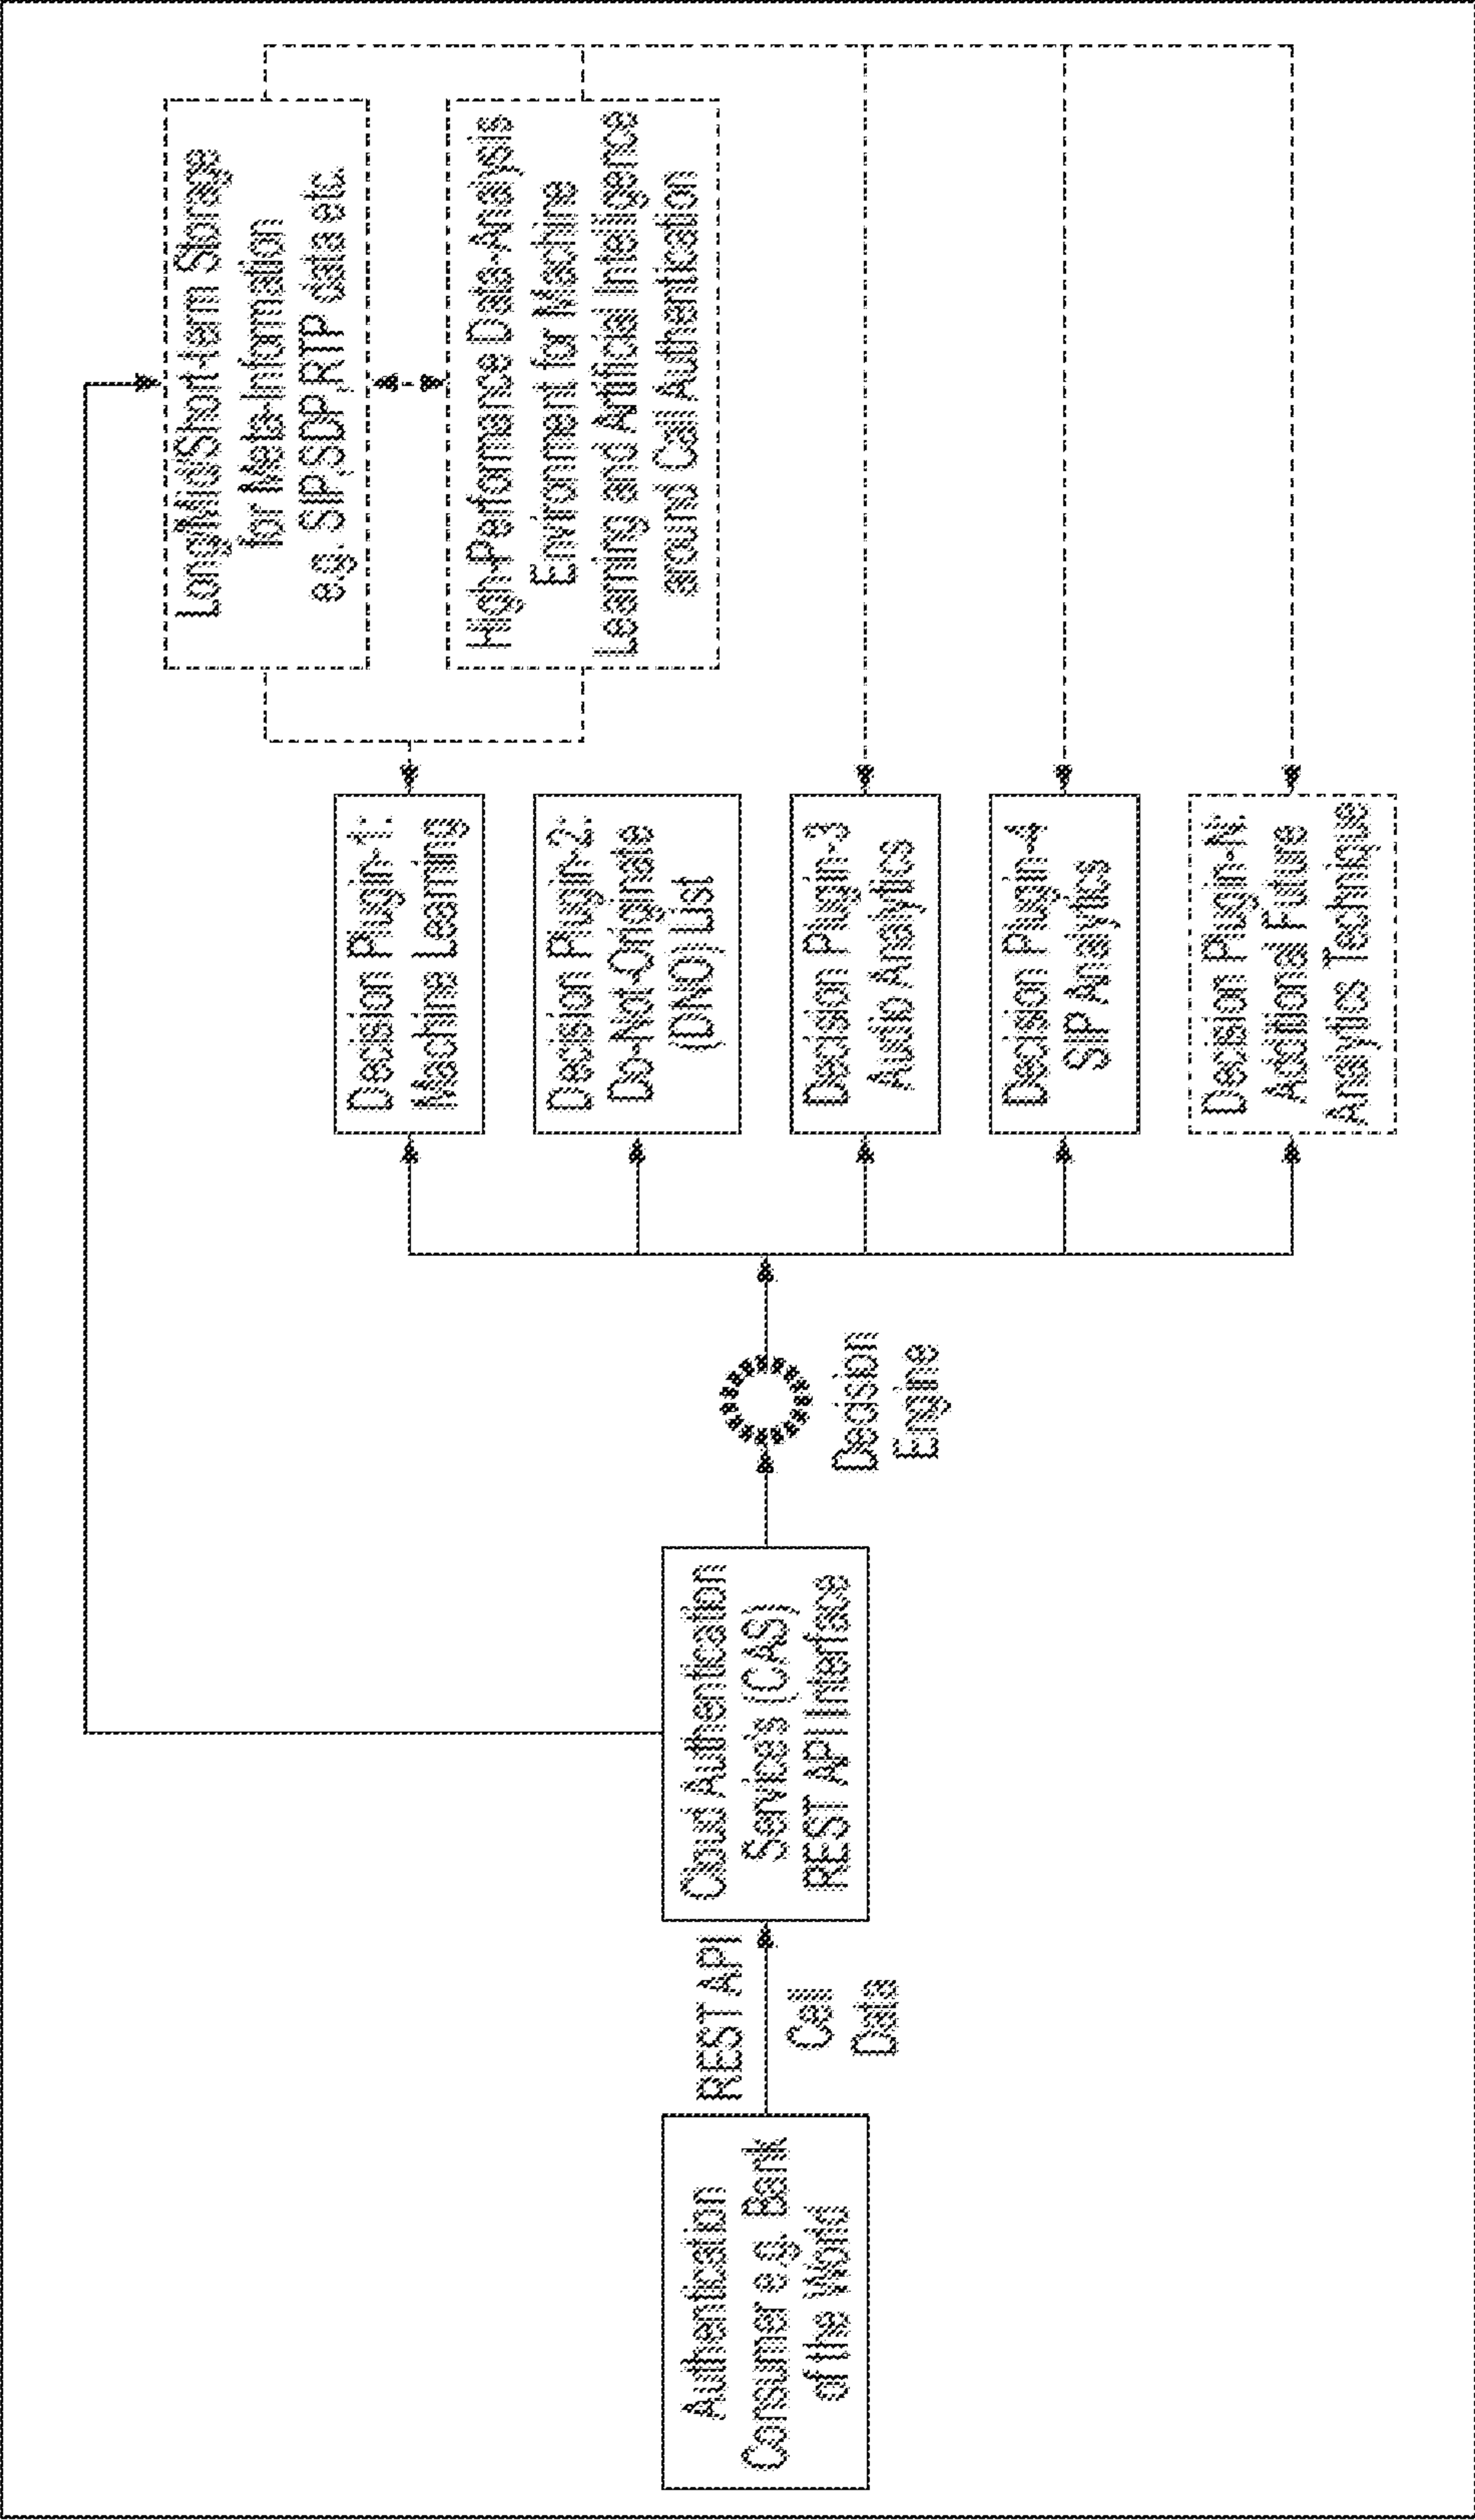 Authentication
Consumer e.g. Bank
of the World
REST API
Call
Data
Cloud Authentication
Service's (CAS)
REST API Interface
Decision
Engine
Decision Plugin-1:
Machine Learning
Decision Plugin-2:
Do-Not-Originate
(DNO) List
Decision Plugin-3
Audio Analytics
Decision Plugin-4
SIP Analytics
Decision Plugin-N:
Additional Future
Analytics Technique
Long/Mid/Short-term Storage
for Meta-Information
e.g. SIP,SDP,RTP data etc.
High-Performance Data-Analysis
Environment for Machine
Learning and Artificial Intelligence
around Call Authentication